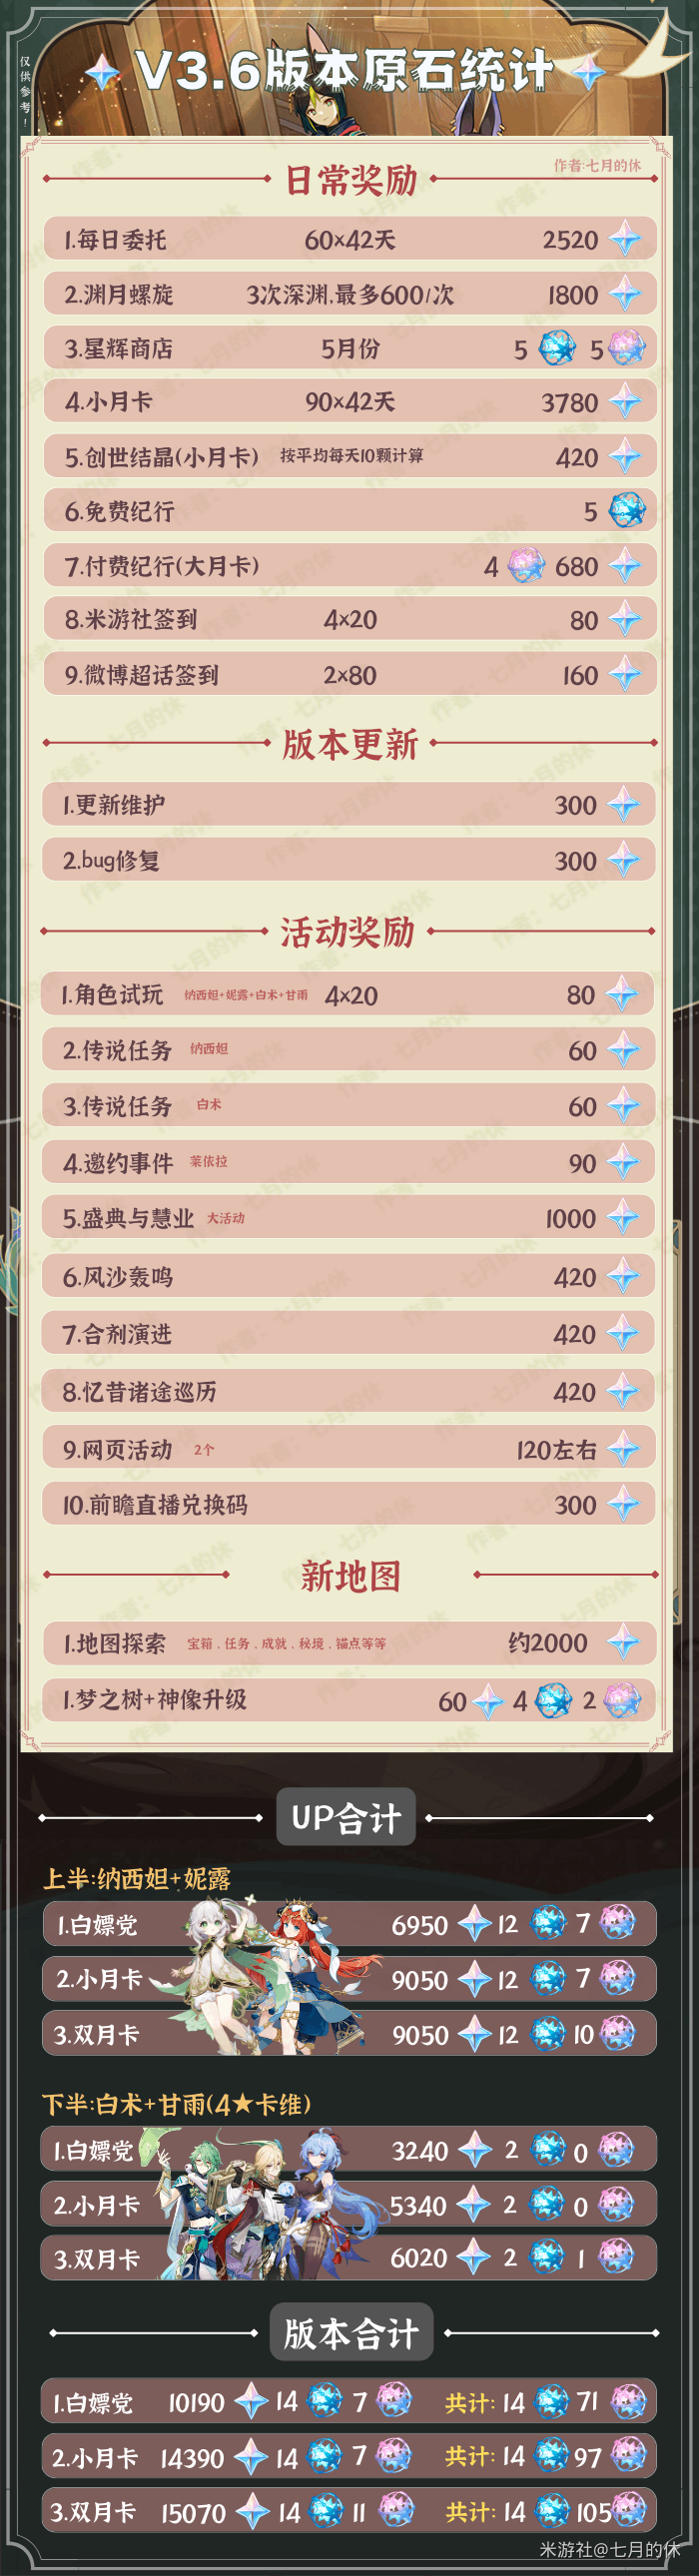 仅供参考!
V3.6版本原石统计
作者:七月的休
日常奖励
1.每日委托 60×42天 2520
2.渊月螺旋 3次深渊,最多600/次 1800
3.星辉商店 5月份 5 5
4.小月卡 90×42天 3780
5.创世结晶(小月卡) 按平均每天10颗计算 420
6.免费纪行 5
7.付费纪行(大月卡) 4 680
8.米游社签到 4×20 80
9.微博超话签到 2×80 160
版本更新
1.更新维护 300
2.bug修复 300
活动奖励
1.角色试玩 纳西妲+妮露+白术+甘雨 4×20 80
2.传说任务 纳西妲 60
3.传说任务 白术 60
4.邀约事件 莱依拉 90
5.盛典与慧业 大活动 1000
6.风沙轰鸣 420
7.合剂演进 420
8.忆昔诸途巡历 420
9.网页活动 2个 120左右
10.前瞻直播兑换码 300
新地图
1.地图探索 宝箱.任务.成就.秘境.锚点等等 约2000
1.梦之树+神像升级 60 4 2
UP合计
上半:纳西妲+妮露
1.白嫖党 6950 12 7
2.小月卡 9050 12 7
3.双月卡 9050 12 10
下半:白术+甘雨(4★卡维)
1.白嫖党 3240 2 0
2.小月卡 5340 2 0
3.双月卡 6020 2 1
版本合计
1.白嫖党 10190 14 7 共计: 14 71
2.小月卡 14390 14 7 共计: 14 97
3.双月卡 15070 14 11 共计: 14 105
米游社@七月的休